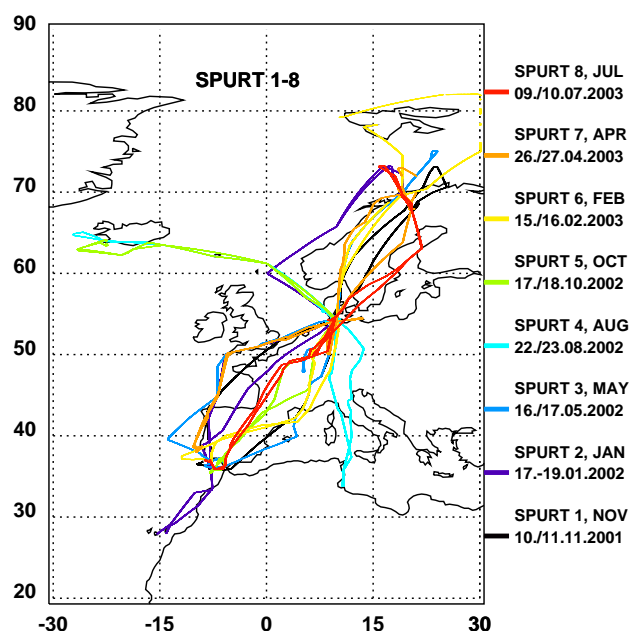 90
80
70
60
50
40
30
20
-30
-15
0
15
30
SPURT 1-8
SPURT 8, JUL
09./10.07.2003
SPURT 7, APR
26./27.04.2003
SPURT 6, FEB
15./16.02.2003
SPURT 5, OCT
17./18.10.2002
SPURT 4, AUG
22./23.08.2002
SPURT 3, MAY
16./17.05.2002
SPURT 2, JAN
17.-19.01.2002
SPURT 1, NOV
10./11.11.2001